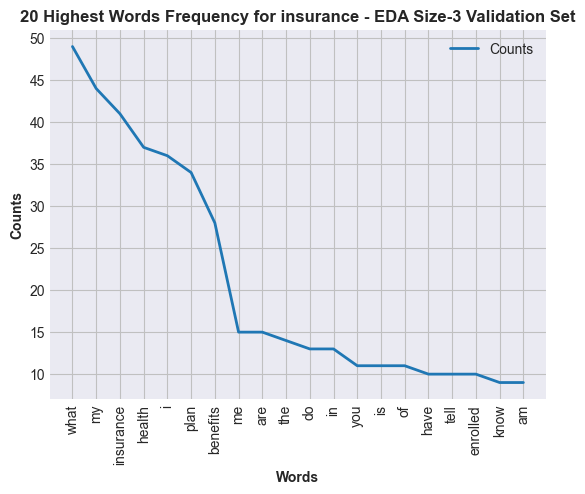 20 Highest Words Frequency for insurance - EDA Size-3 Validation Set
Counts
50
45
40
35
30
25
20
15
10
Counts
what
my
insurance
health
i
plan
benefits
me
are
the
do
in
you
is
of
have
tell
enrolled
know
am
Words